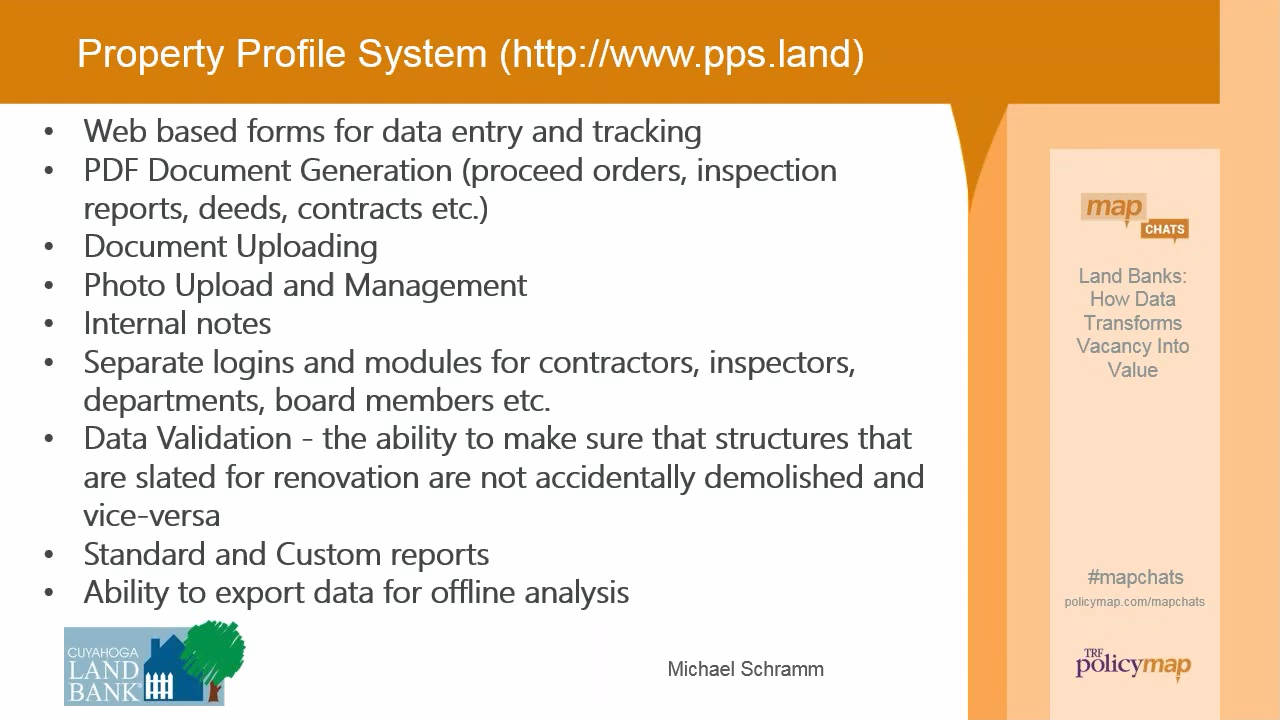 Property Profile System (http://www.pps.land)
• Web based forms for data entry and tracking
• PDF Document Generation (proceed orders, inspection
reports, deeds, contracts etc.)
• Document Uploading
• Photo Upload and Management
• Internal notes
• Separate logins and modules for contractors, inspectors,
departments, board members etc.
• Data Validation - the ability to make sure that structures that
are slated for renovation are not accidentally demolished and
vice-versa
• Standard and Custom reports
• Ability to export data for offline analysis
CUYAHOGA
LAND
BANK
Michael Schramm
map
CHATS
Land Banks:
How Data
Transforms
Vacancy Into
Value
#mapchats
policymap.com/mapchats
TRF
policymap